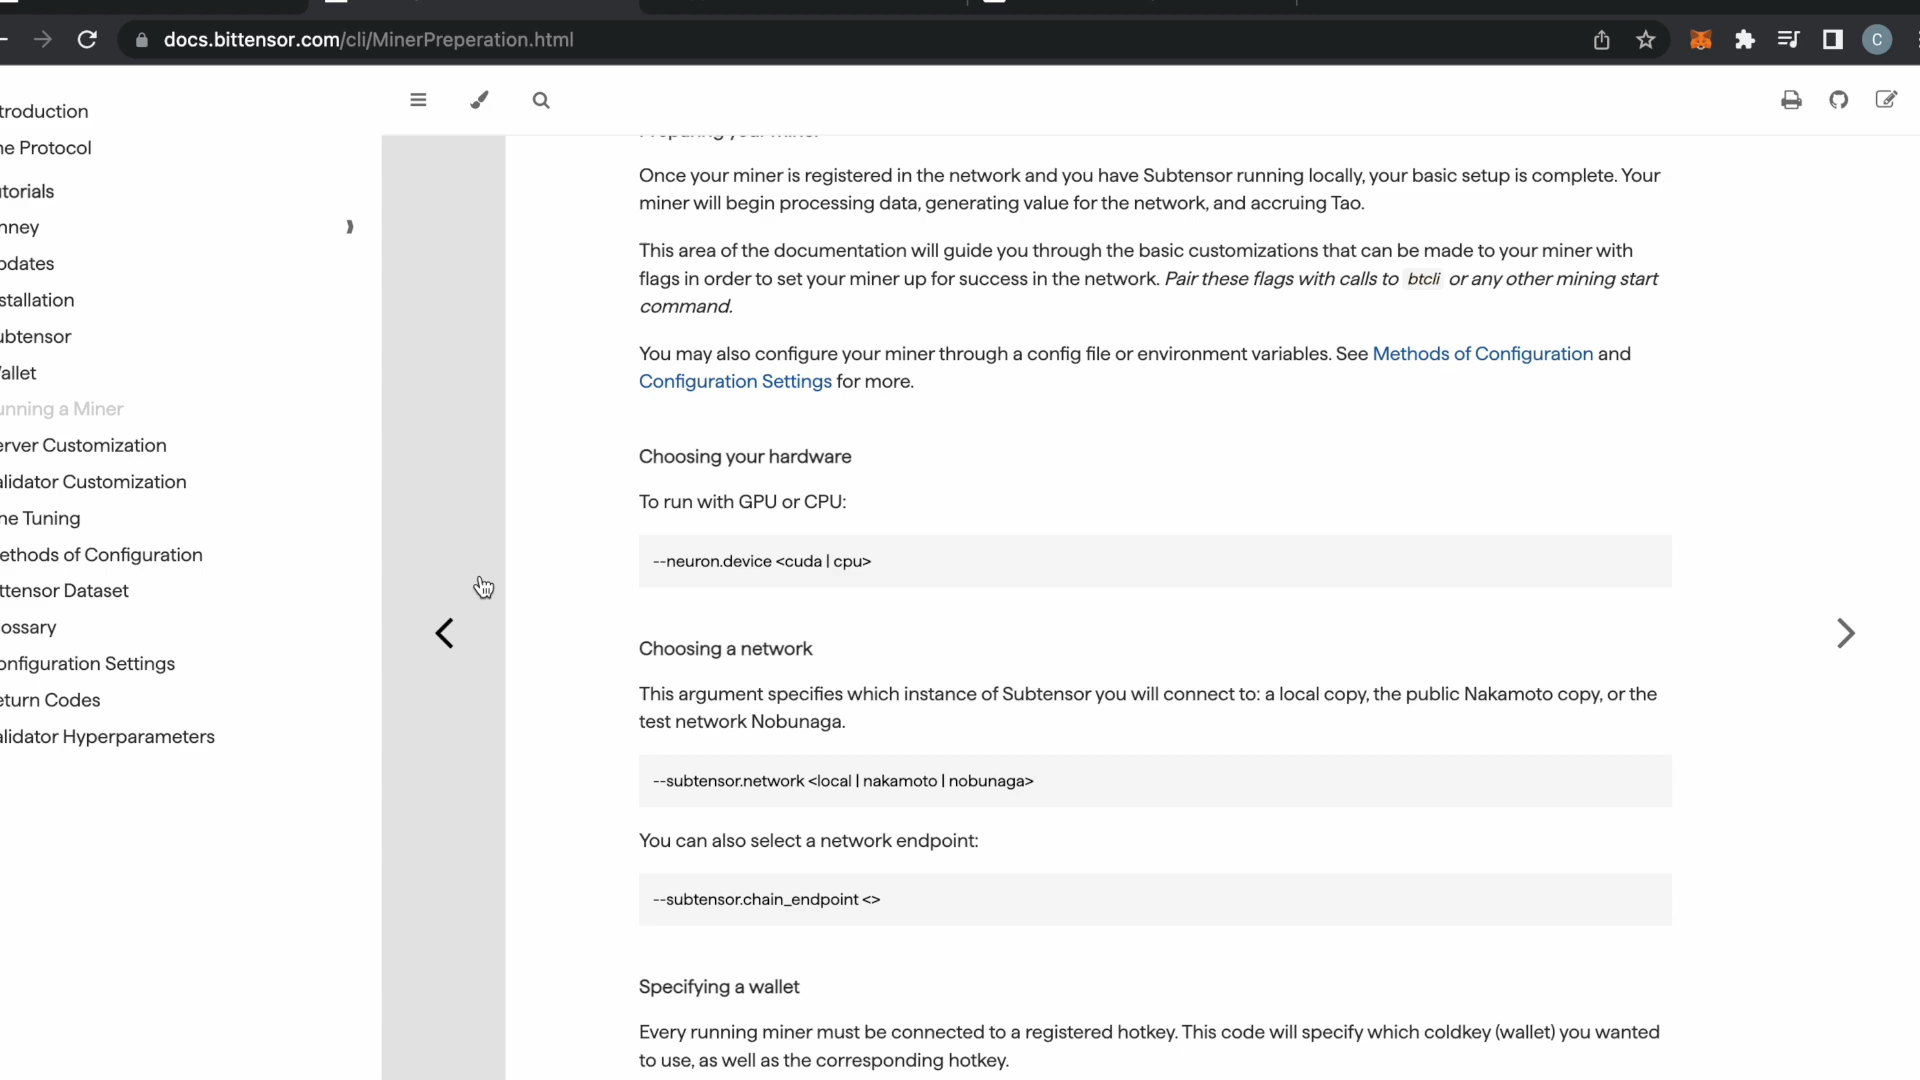 docs.bittensor.com/cli/MinerPreperation.html
C
troduction
ne Protocol
torials
nney
pdates
stallation
ubtensor
allet
unning a Miner
erver Customization
alidator Customization
ne Tuning
ethods of Configuration
ttensor Dataset
ossary
onfiguration Settings
eturn Codes
alidator Hyperparameters
Preparing your miner
Once your miner is registered in the network and you have Subtensor running locally, your basic setup is complete. Your
miner will begin processing data, generating value for the network, and accruing Tao.
This area of the documentation will guide you through the basic customizations that can be made to your miner with
flags in order to set your miner up for success in the network. Pair these flags with calls to btcli or any other mining start
command.
You may also configure your miner through a config file or environment variables. See Methods of Configuration and
Configuration Settings for more.
Choosing your hardware
To run with GPU or CPU:
--neuron.device <cuda | cpu>
Choosing a network
This argument specifies which instance of Subtensor you will connect to: a local copy, the public Nakamoto copy, or the
test network Nobunaga.
--subtensor.network <local | nakamoto | nobunaga>
You can also select a network endpoint:
--subtensor.chain_endpoint <>
Specifying a wallet
Every running miner must be connected to a registered hotkey. This code will specify which coldkey (wallet) you wanted
to use, as well as the corresponding hotkey.